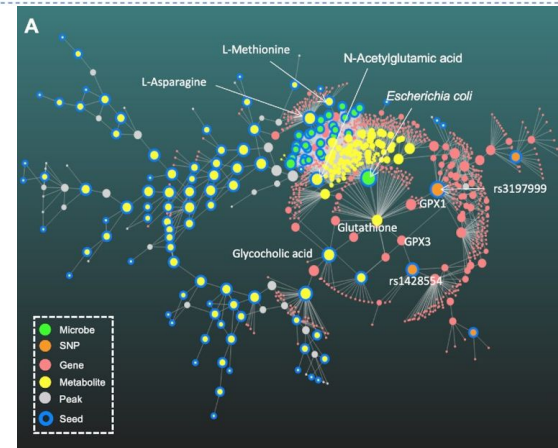 A
L-Methionine
N-Acetylglutamic acid
L-Asparagine
Escherichia coli
rs3197999
GPX1
Glutathione
GPX3
Glycocholic acid
rs1428554
Microbe
SNP
Gene
Metabolite
Peak
Seed